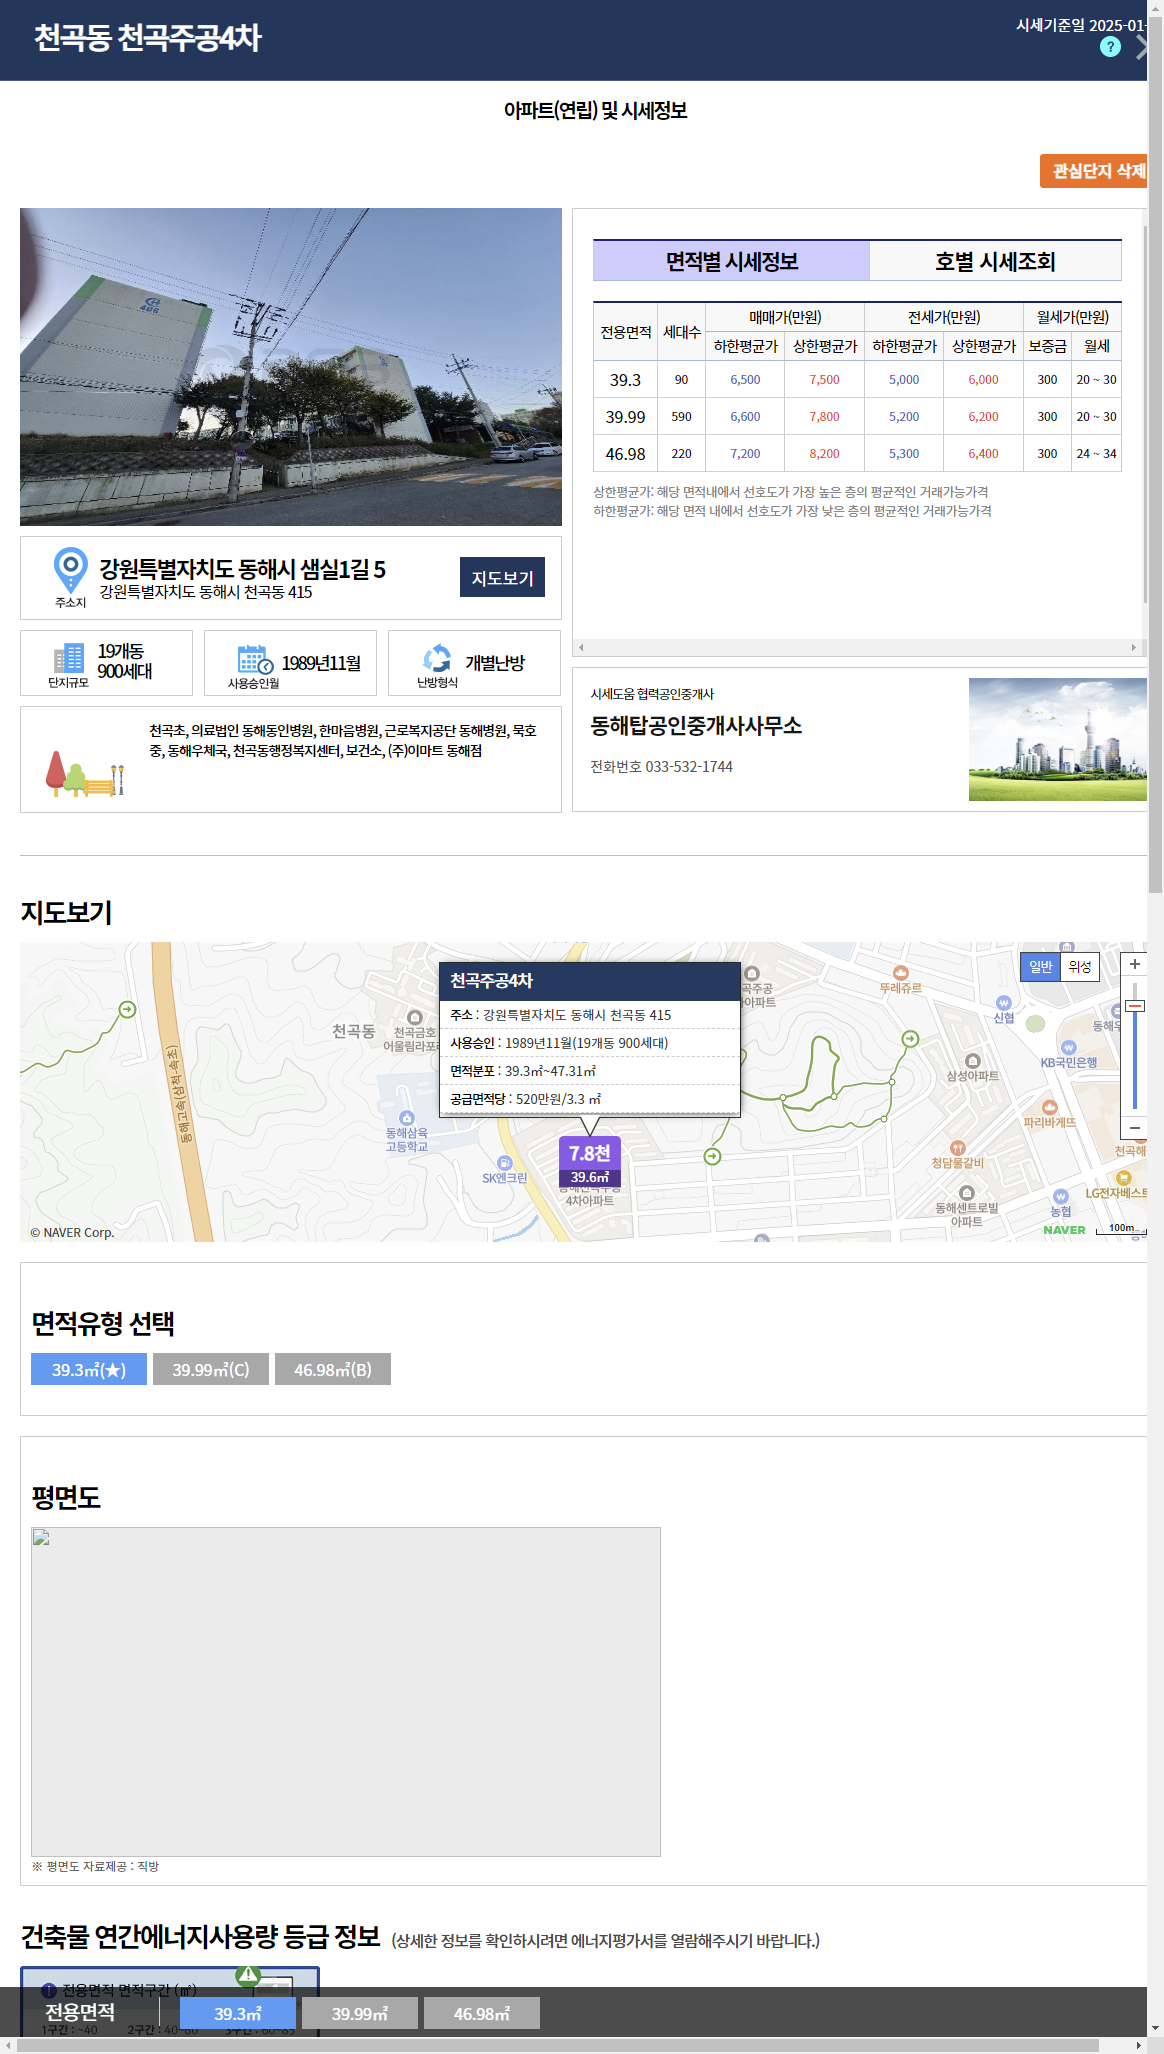 천곡동 천곡주공4차
시세기준일 2025-01-
?
아파트(연립) 및 시세정보
관심단지 삭제
406
면적별 시세정보 호별 시세조회
전용면적 세대수 매매가(만원) 전세가(만원) 월세가(만원)
하한평균가 상한평균가 하한평균가 상한평균가 보증금 월세
39.3 90 6,500 7,500 5,000 6,000 300 20 ~ 30
39.99 590 6,600 7,800 5,200 6,200 300 20 ~ 30
46.98 220 7,200 8,200 5,300 6,400 300 24 ~ 34
상한평균가: 해당 면적내에서 선호도가 가장 높은 층의 평균적인 거래가능가격
하한평균가: 해당 면적 내에서 선호도가 가장 낮은 층의 평균적인 거래가능가격
주소지
강원특별자치도 동해시 샘실1길 5
강원특별자치도 동해시 천곡동 415
지도보기
단지규모
19개동
900세대
사용승인월
1989년11월
난방형식
개별난방
천곡초, 의료법인 동해동인병원, 한마음병원, 근로복지공단 동해병원, 묵호
중, 동해우체국, 천곡동행정복지센터, 보건소, (주)이마트 동해점
시세도움 협력공인중개사
동해탑공인중개사사무소
전화번호 033-532-1744
지도보기
천곡주공4차
주소 : 강원특별자치도 동해시 천곡동 415
사용승인 : 1989년11월(19개동 900세대)
면적분포 : 39.3㎡~47.31㎡
공급면적당 : 520만원/3.3 ㎡
7.8천
39.6㎡
4차아파트
일반 위성
+
−
천곡동
천곡금호
어울림라포레
동해고속(삼척-속초)
동해삼육
고등학교
SK엔크린
곡주공
아파트
뚜레쥬르
신협
동해우
KB국민은행
삼성아파트
파리바게뜨
청담물갈비
천곡해
LG전자베스트
동해센트로빌
아파트
농협
NAVER
100m
© NAVER Corp.
면적유형 선택
39.3㎡(★) 39.99㎡(C) 46.98㎡(B)
평면도
※ 평면도 자료제공 : 직방
건축물 연간에너지사용량 등급 정보 (상세한 정보를 확인하시려면 에너지평가서를 열람해주시기 바랍니다.)
전용면적 면적구간 (㎡)
1구간 : ~40 2구간 : 40~60 3구간 : 60~85
전용면적 39.3㎡ 39.99㎡ 46.98㎡